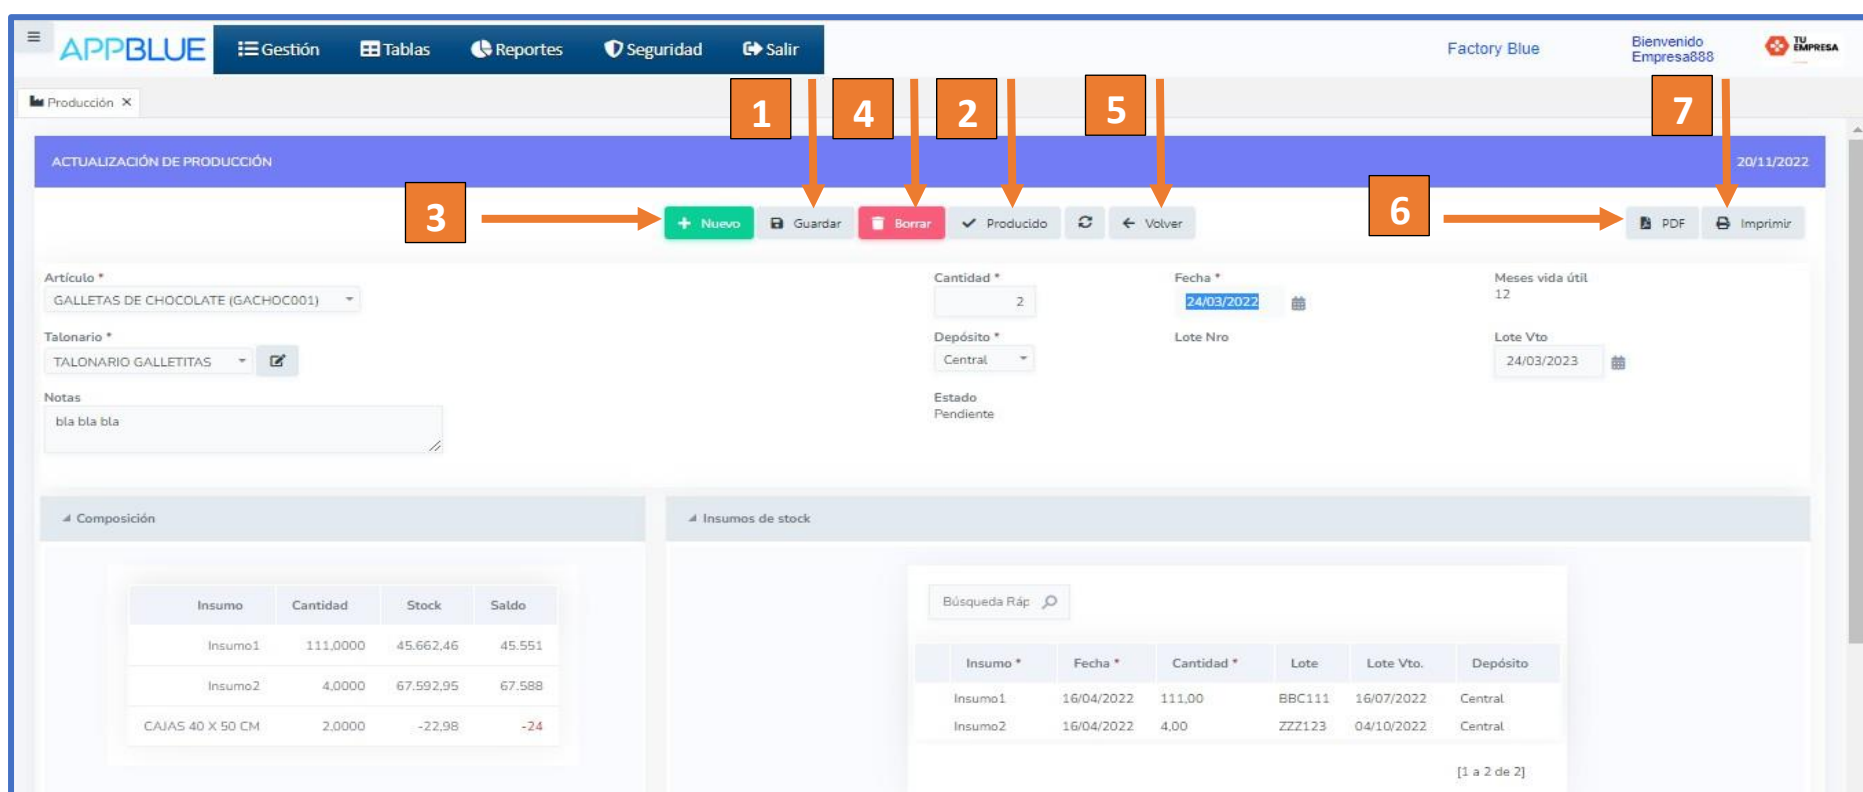 APPBLUE Gestión Tablas Reportes Seguridad Salir Factory Blue Bienvenido Empresa888 TU EMPRESA
Producción ×
1 4 2 5 7
ACTUALIZACIÓN DE PRODUCCIÓN 20/11/2022
3 6
+ Nuevo Guardar Borrar Producido Volver PDF Imprimir
Artículo * Cantidad * Fecha * Meses vida útil
GALLETAS DE CHOCOLATE (GACHOC001) 2 24/03/2022 12
Talonario * Depósito * Lote Nro Lote Vto
TALONARIO GALLETITAS Central 24/03/2023
Notas Estado
bla bla bla Pendiente
Composición Insumos de stock
Insumo Cantidad Stock Saldo
Insumo1 111,0000 45.662,46 45.551
Insumo2 4,0000 67.592,95 67.588
CAJAS 40 X 50 CM 2,0000 -22,98 -24
Búsqueda Ráp
Insumo * Fecha * Cantidad * Lote Lote Vto. Depósito
Insumo1 16/04/2022 111,00 BBC111 16/07/2022 Central
Insumo2 16/04/2022 4,00 ZZZ123 04/10/2022 Central
[1 a 2 de 2]